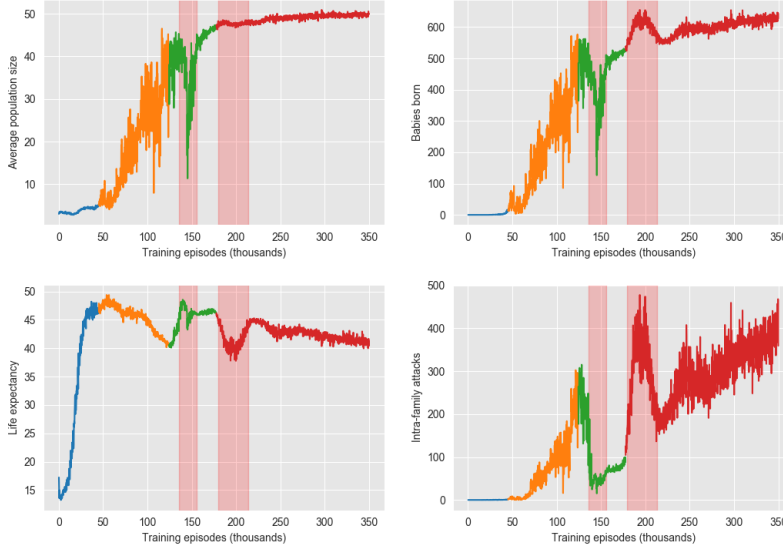 50
40
30
20
10
Average population size
0 50 100 150 200 250 300 350
Training episodes (thousands)
600
500
400
300
200
100
0
Babies born
0 50 100 150 200 250 300 350
Training episodes (thousands)
50
45
40
35
30
25
20
15
Life expectancy
0 50 100 150 200 250 300 350
Training episodes (thousands)
500
400
300
200
100
0
Intra-family attacks
0 50 100 150 200 250 300 350
Training episodes (thousands)